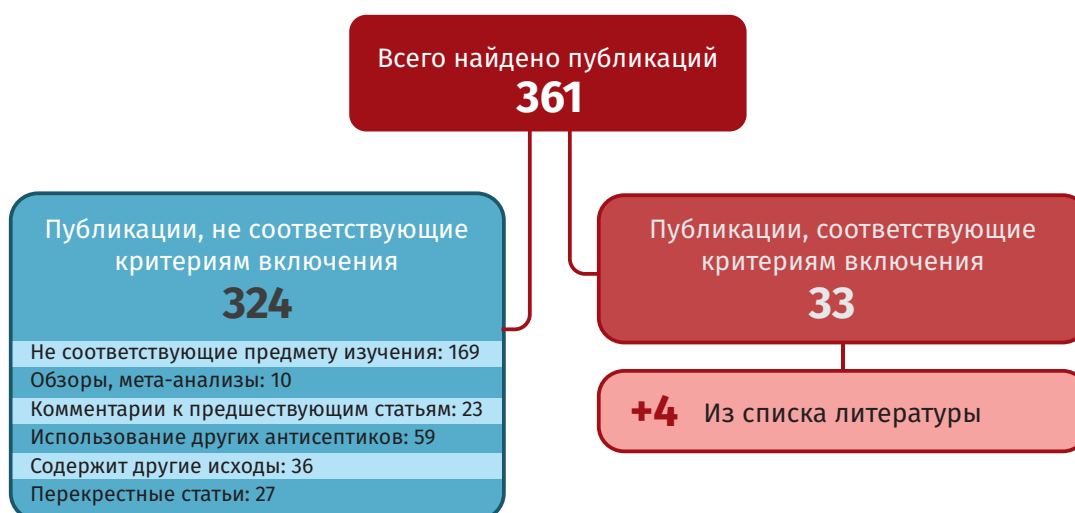 Всего найдено публикаций
361
Публикации, не соответствующие
критериям включения
324
Не соответствующие предмету изучения: 169
Обзоры, мета-анализы: 10
Комментарии к предшествующим статьям: 23
Использование других антисептиков: 59
Содержит другие исходы: 36
Перекрестные статьи: 27
Публикации, соответствующие
критериям включения
33
+4 Из списка литературы